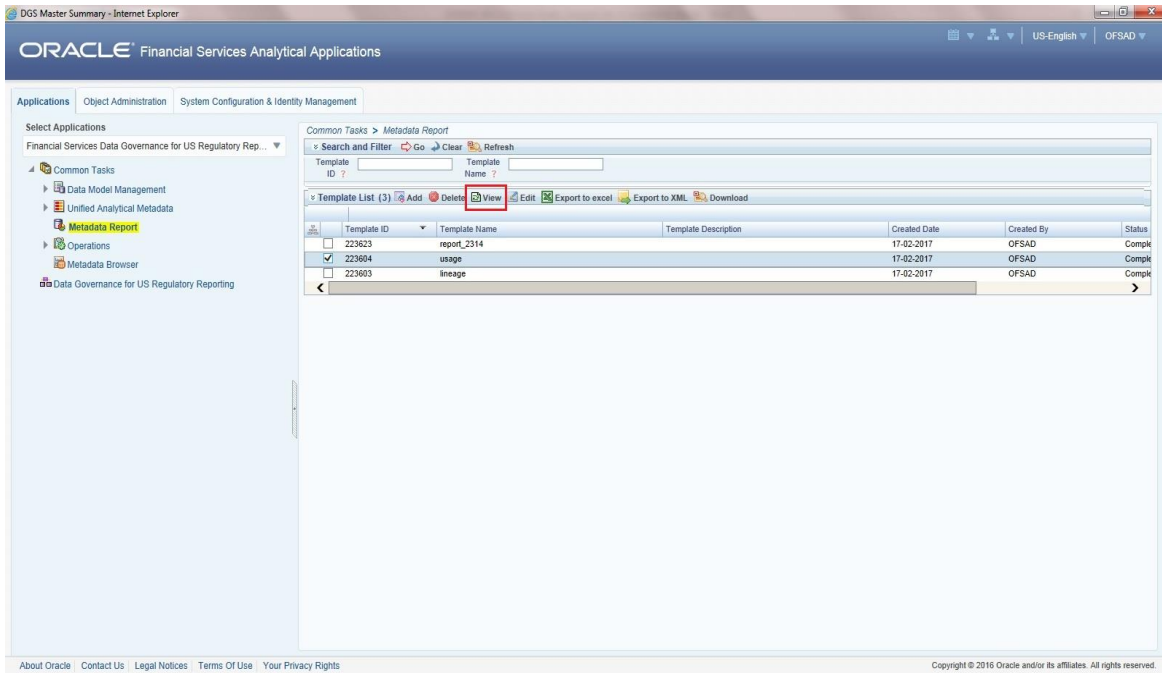 DGS Master Summary - Internet Explorer
ORACLE® Financial Services Analytical Applications
US-English OFSAD
Applications Object Administration System Configuration & Identity Management
Select Applications
Financial Services Data Governance for US Regulatory Rep...
Common Tasks
Data Model Management
Unified Analytical Metadata
Metadata Report
Operations
Metadata Browser
Data Governance for US Regulatory Reporting
Common Tasks > Metadata Report
Search and Filter Go Clear Refresh
Template ID ? Template Name ?
Template List (3) Add Delete View Edit Export to excel Export to XML Download
Template ID Template Name Template Description Created Date Created By Status
223623 report_2314 17-02-2017 OFSAD Comple
223604 usage 17-02-2017 OFSAD Comple
223603 lineage 17-02-2017 OFSAD Comple
About Oracle Contact Us Legal Notices Terms Of Use Your Privacy Rights
Copyright © 2016 Oracle and/or its affiliates. All rights reserved.